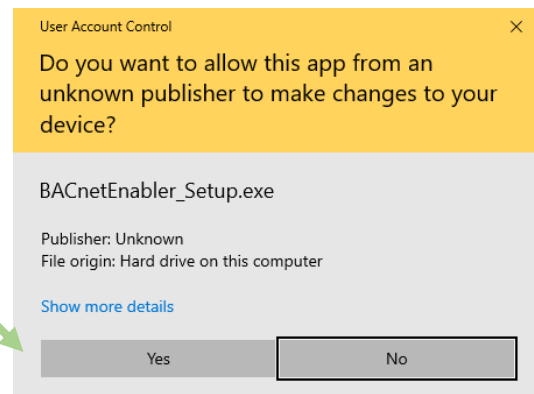 User Account Control
Do you want to allow this app from an
unknown publisher to make changes to your
device?
BACnetEnabler_Setup.exe
Publisher: Unknown
File origin: Hard drive on this computer
Show more details
Yes
No